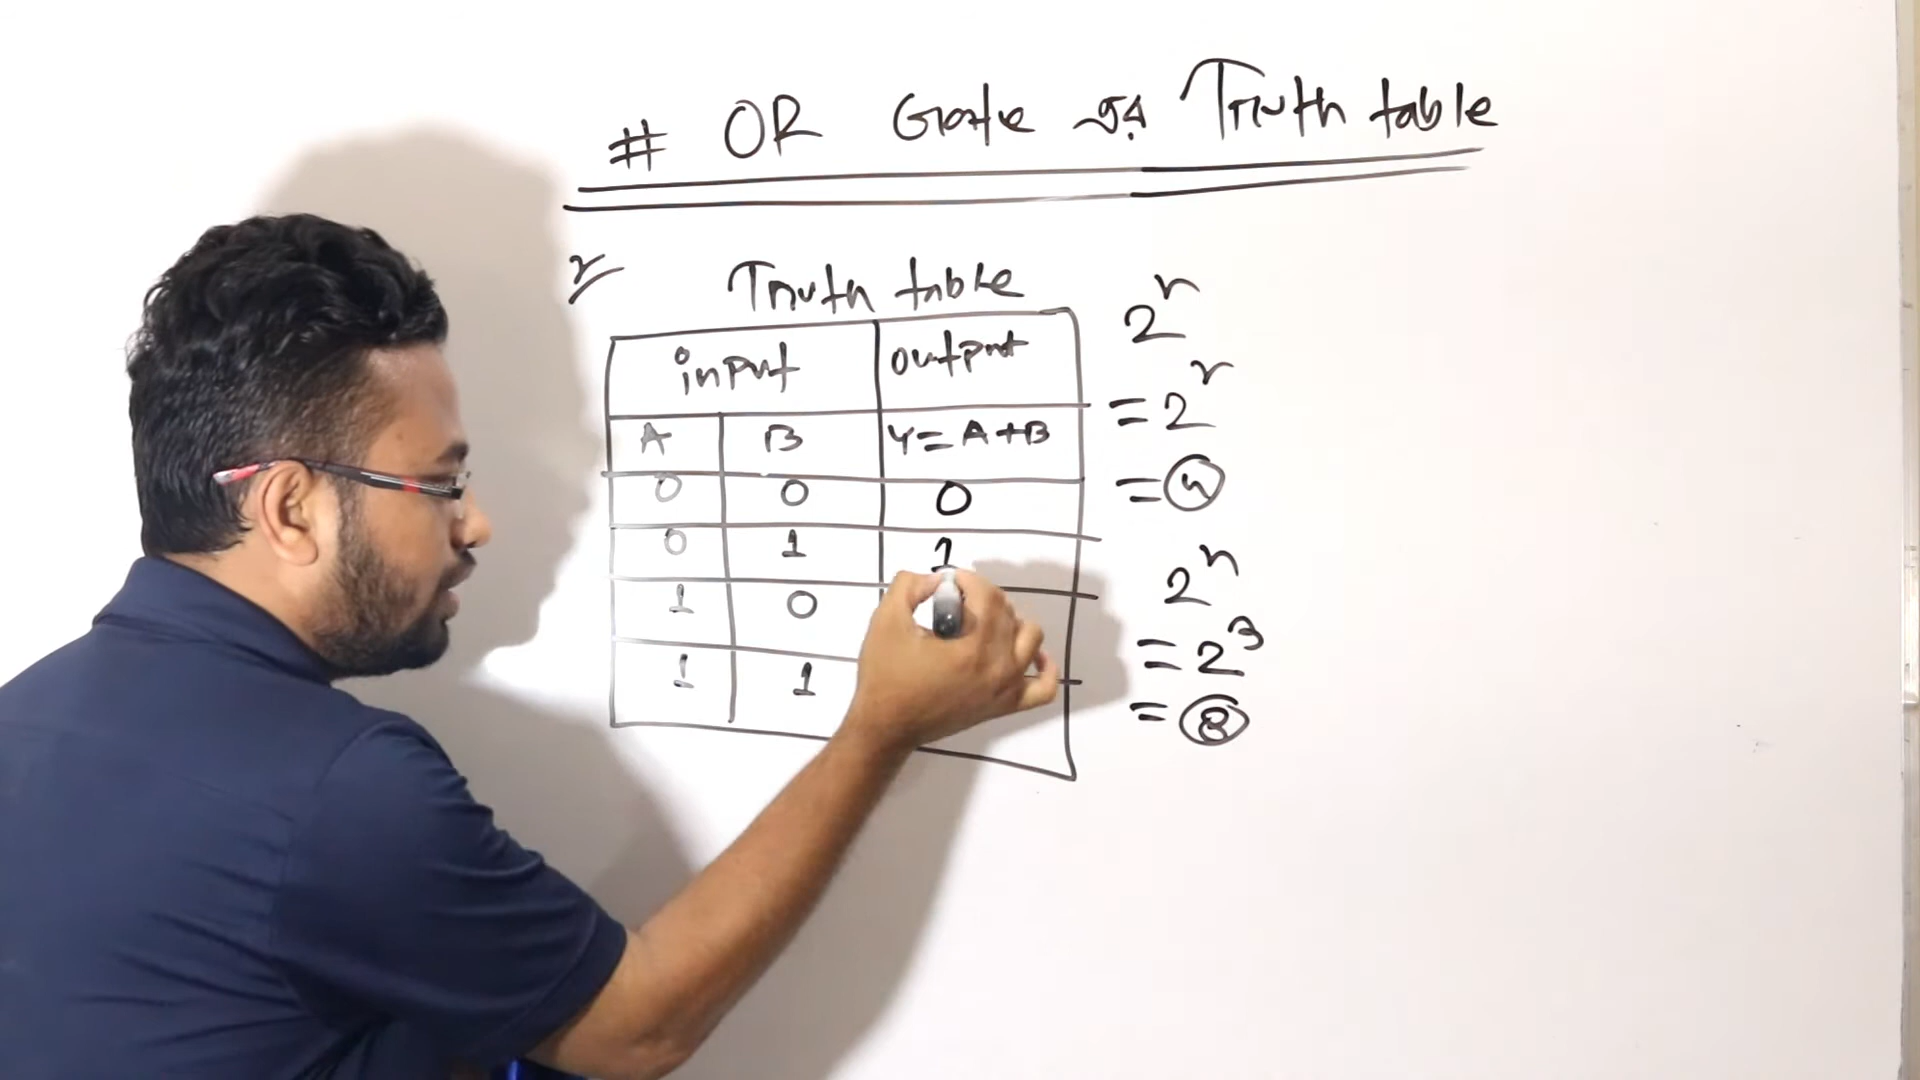 # OR Gate এর Truth table
২
Truth table
input output
A B Y = A + B
0 0 0
0 1 1
1 0
1 1
2ⁿ
= 2²
= 4
2ⁿ
= 2³
= 8